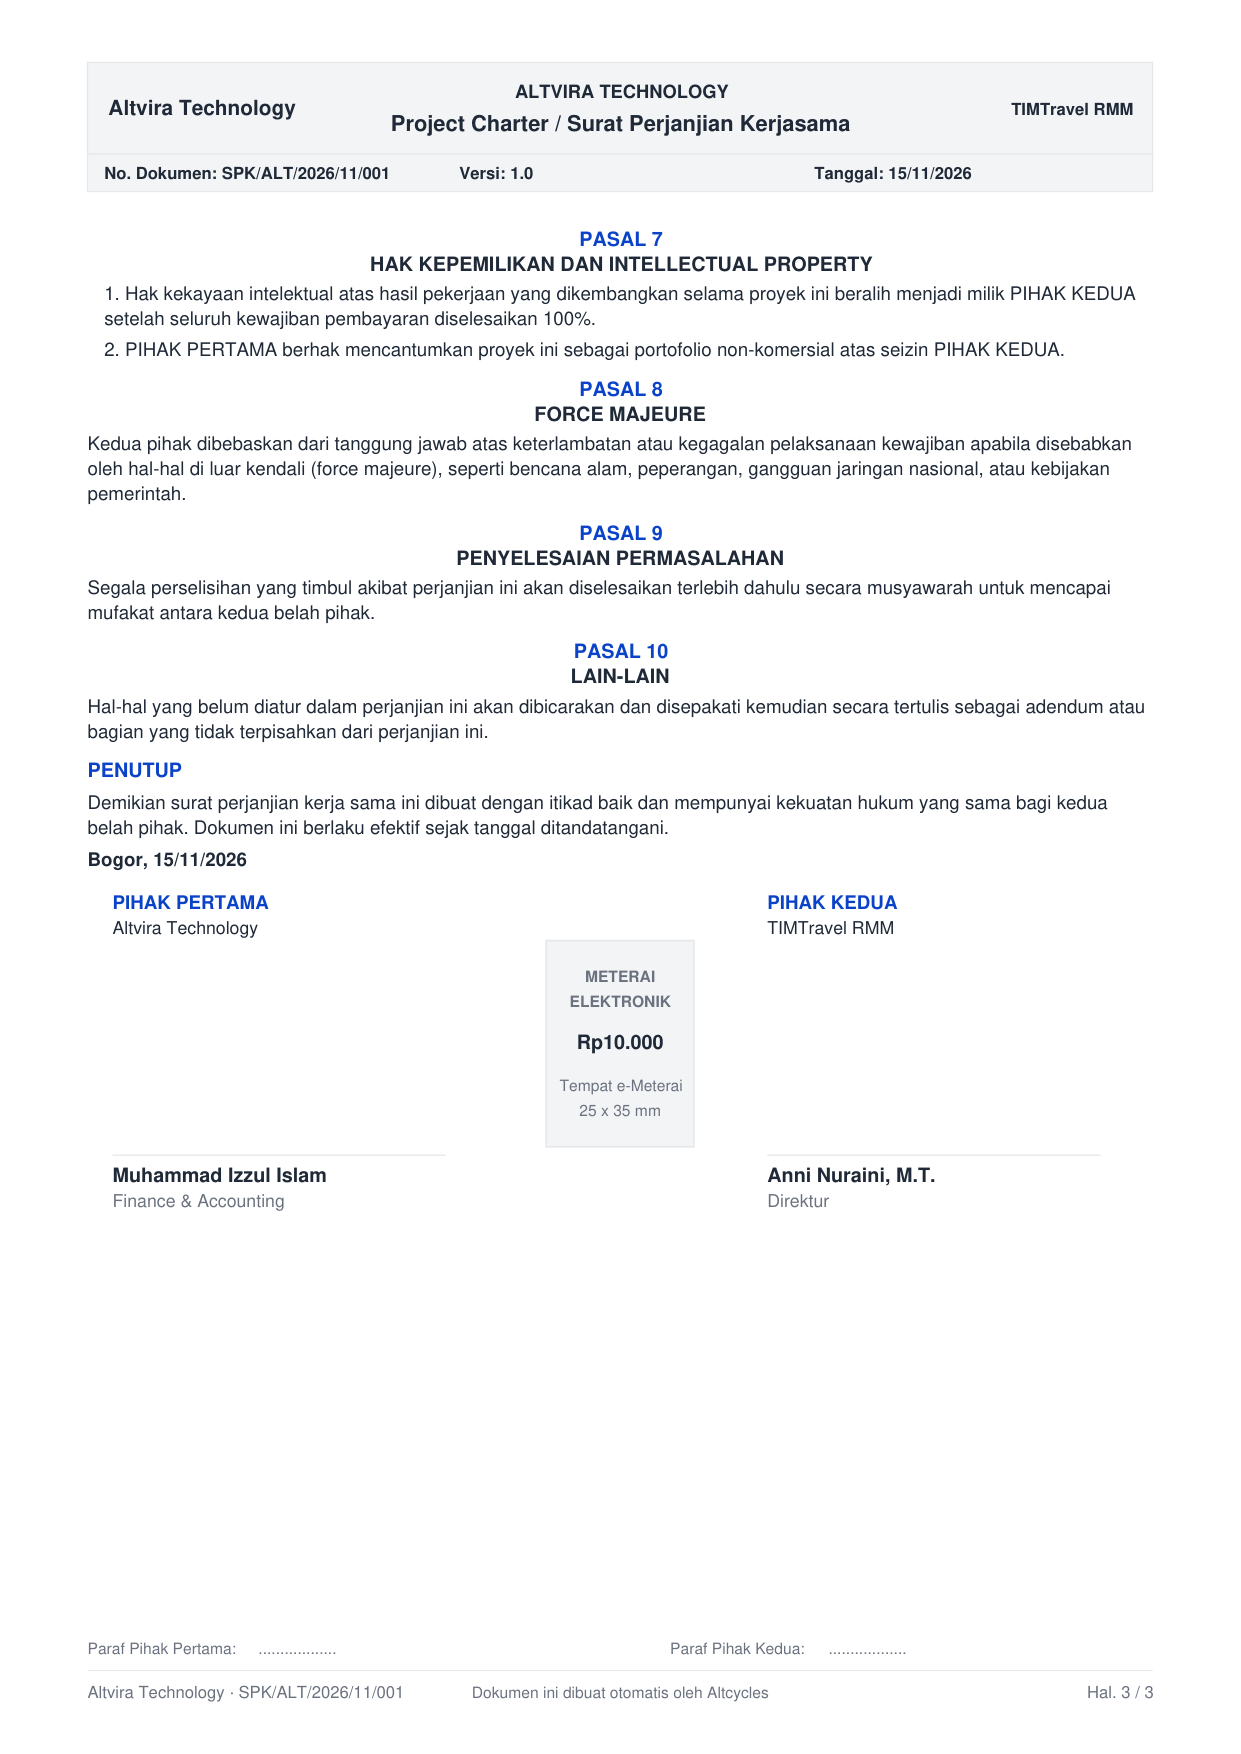 Altvira Technology
ALTVIRA TECHNOLOGY
Project Charter / Surat Perjanjian Kerjasama
TIMTravel RMM
No. Dokumen: SPK/ALT/2026/11/001
Versi: 1.0
Tanggal: 15/11/2026
PASAL 7
HAK KEPEMILIKAN DAN INTELLECTUAL PROPERTY
1. Hak kekayaan intelektual atas hasil pekerjaan yang dikembangkan selama proyek ini beralih menjadi milik PIHAK KEDUA
setelah seluruh kewajiban pembayaran diselesaikan 100%.
2. PIHAK PERTAMA berhak mencantumkan proyek ini sebagai portofolio non-komersial atas seizin PIHAK KEDUA.
PASAL 8
FORCE MAJEURE
Kedua pihak dibebaskan dari tanggung jawab atas keterlambatan atau kegagalan pelaksanaan kewajiban apabila disebabkan
oleh hal-hal di luar kendali (force majeure), seperti bencana alam, peperangan, gangguan jaringan nasional, atau kebijakan
pemerintah.
PASAL 9
PENYELESAIAN PERMASALAHAN
Segala perselisihan yang timbul akibat perjanjian ini akan diselesaikan terlebih dahulu secara musyawarah untuk mencapai
mufakat antara kedua belah pihak.
PASAL 10
LAIN-LAIN
Hal-hal yang belum diatur dalam perjanjian ini akan dibicarakan dan disepakati kemudian secara tertulis sebagai adendum atau
bagian yang tidak terpisahkan dari perjanjian ini.
PENUTUP
Demikian surat perjanjian kerja sama ini dibuat dengan itikad baik dan mempunyai kekuatan hukum yang sama bagi kedua
belah pihak. Dokumen ini berlaku efektif sejak tanggal ditandatangani.
Bogor, 15/11/2026
PIHAK PERTAMA
Altvira Technology
PIHAK KEDUA
TIMTravel RMM
METERAI
ELEKTRONIK
Rp10.000
Tempat e-Meterai
25 x 35 mm
Muhammad Izzul Islam
Finance & Accounting
Anni Nuraini, M.T.
Direktur
Paraf Pihak Pertama: ..................
Paraf Pihak Kedua: ..................
Altvira Technology · SPK/ALT/2026/11/001
Dokumen ini dibuat otomatis oleh Altcycles
Hal. 3 / 3